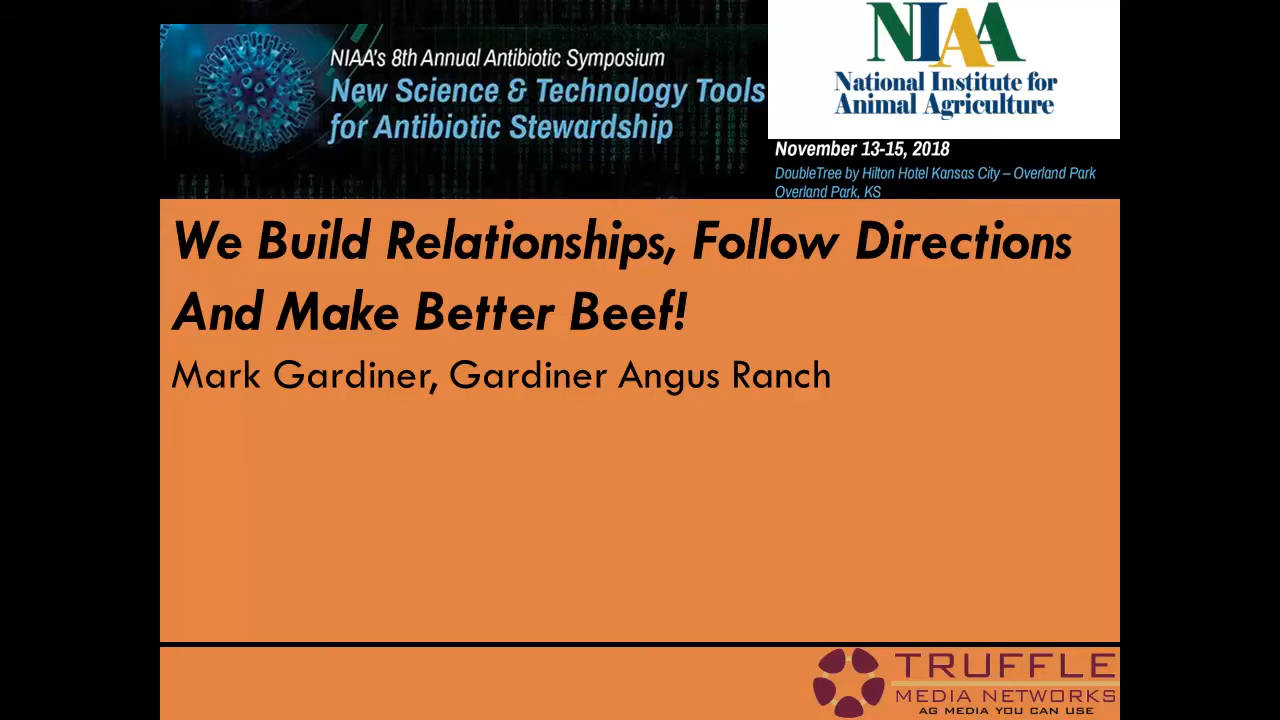 NIAA's 8th Annual Antibiotic Symposium
New Science & Technology Tools
for Antibiotic Stewardship
NIAA
National Institute for
Animal Agriculture
November 13-15, 2018
DoubleTree by Hilton Hotel Kansas City – Overland Park
Overland Park, KS
We Build Relationships, Follow Directions
And Make Better Beef!
Mark Gardiner, Gardiner Angus Ranch
TRUFFLE
MEDIA NETWORKS
AG MEDIA YOU CAN USE